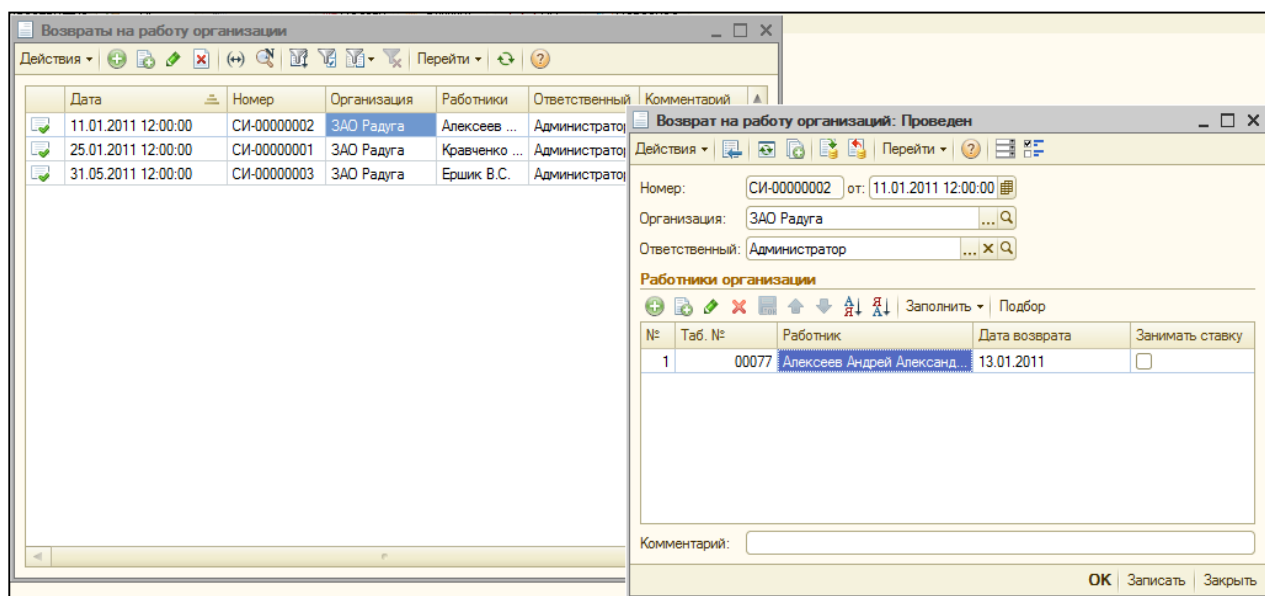 Возвраты на работу организации
Действия
Перейти
Дата Номер Организация Работники Ответственный Комментарий
11.01.2011 12:00:00 СИ-00000002 ЗАО Радуга Алексеев ... Администратор
25.01.2011 12:00:00 СИ-00000001 ЗАО Радуга Кравченко ... Администратор
31.05.2011 12:00:00 СИ-00000003 ЗАО Радуга Ершик В.С. Администратор
Возврат на работу организаций: Проведен
Действия Перейти
Номер: СИ-00000002 от: 11.01.2011 12:00:00
Организация: ЗАО Радуга ...
Ответственный: Администратор ...
Работники организации
Заполнить Подбор
№ Таб. № Работник Дата возврата Занимать ставку
1 00077 Алексеев Андрей Александ... 13.01.2011
Комментарий:
OK Записать Закрыть